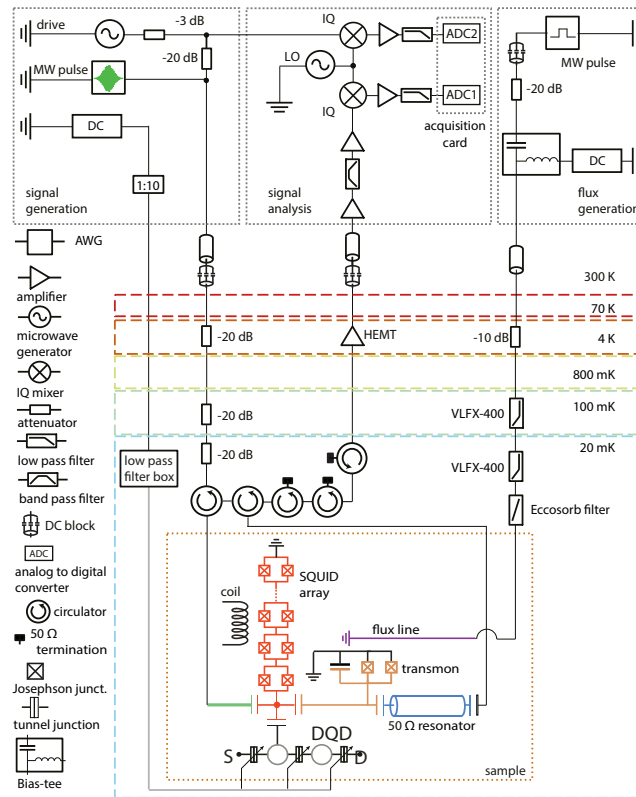 drive
-3 dB
IQ
ADC2
LO
-20 dB
MW pulse
MW pulse
-20 dB
ADC1
IQ
DC
acquisition
card
DC
1:10
signal
generation
signal
analysis
flux
generation
AWG
amplifier
microwave
generator
IQ mixer
attenuator
low pass filter
band pass filter
DC block
ADC
analog to digital
converter
circulator
50 Ω
termination
Josephson junct.
tunnel junction
Bias-tee
300 K
70 K
-20 dB
HEMT
-10 dB
4 K
800 mK
-20 dB
VLFX-400
100 mK
20 mK
low pass
filter box
-20 dB
VLFX-400
Eccosorb filter
SQUID
array
coil
flux line
transmon
50 Ω resonator
DQD
S
D
sample